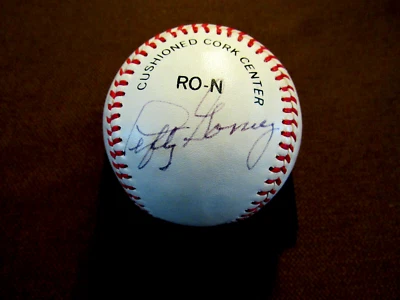 CUSHIONED CORK CENTER
RO-N
Lefty Gomez